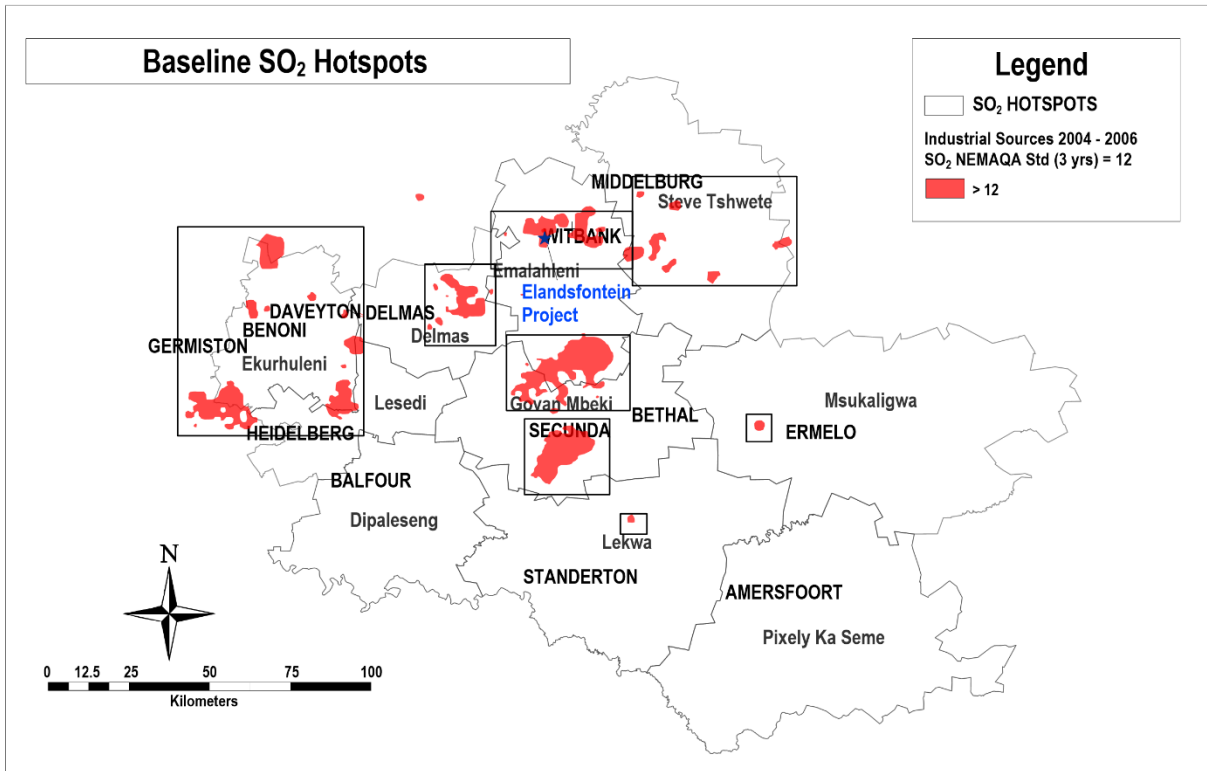 Baseline SO₂ Hotspots
Legend
SO₂ HOTSPOTS
Industrial Sources 2004 - 2006
SO₂ NEMAQA Std (3 yrs) = 12
> 12
MIDDELBURG
Steve Tshwete
WITBANK
Emalahleni
Elandsfontein
Project
DAVEYTON
DELMAS
BENONI
Delmas
GERMISTON
Ekurhuleni
Lesedi
Govan Mbeki
Msukaligwa
BETHAL
SECUNDA
ERMELO
HEIDELBERG
BALFOUR
Dipaleseng
Lekwa
STANDERTON
AMERSFOORT
Pixely Ka Seme
N
0 12.5 25 50 75 100
Kilometers